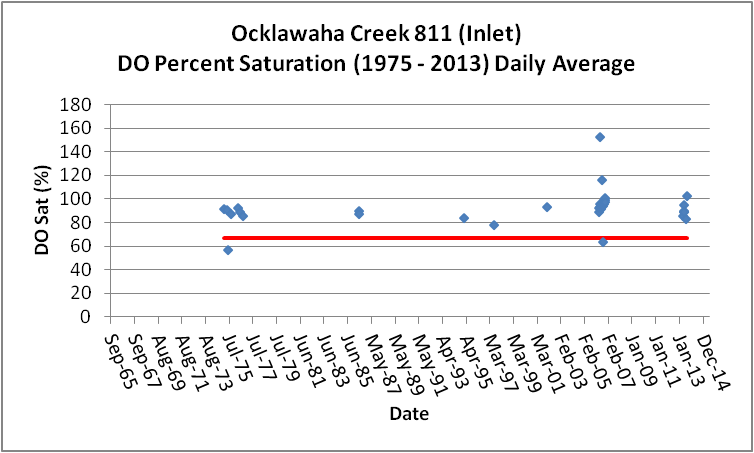 Ocklawaha Creek 811 (Inlet)
DO Percent Saturation (1975 - 2013) Daily Average
DO Sat (%)
180
160
140
120
100
80
60
40
20
0
Sep-65
Sep-67
Aug-69
Aug-71
Aug-73
Jul-75
Jul-77
Jul-79
Jun-81
Jun-83
Jun-85
May-87
May-89
May-91
Apr-93
Apr-95
Mar-97
Mar-99
Mar-01
Feb-03
Feb-05
Feb-07
Jan-09
Jan-11
Jan-13
Dec-14
Date